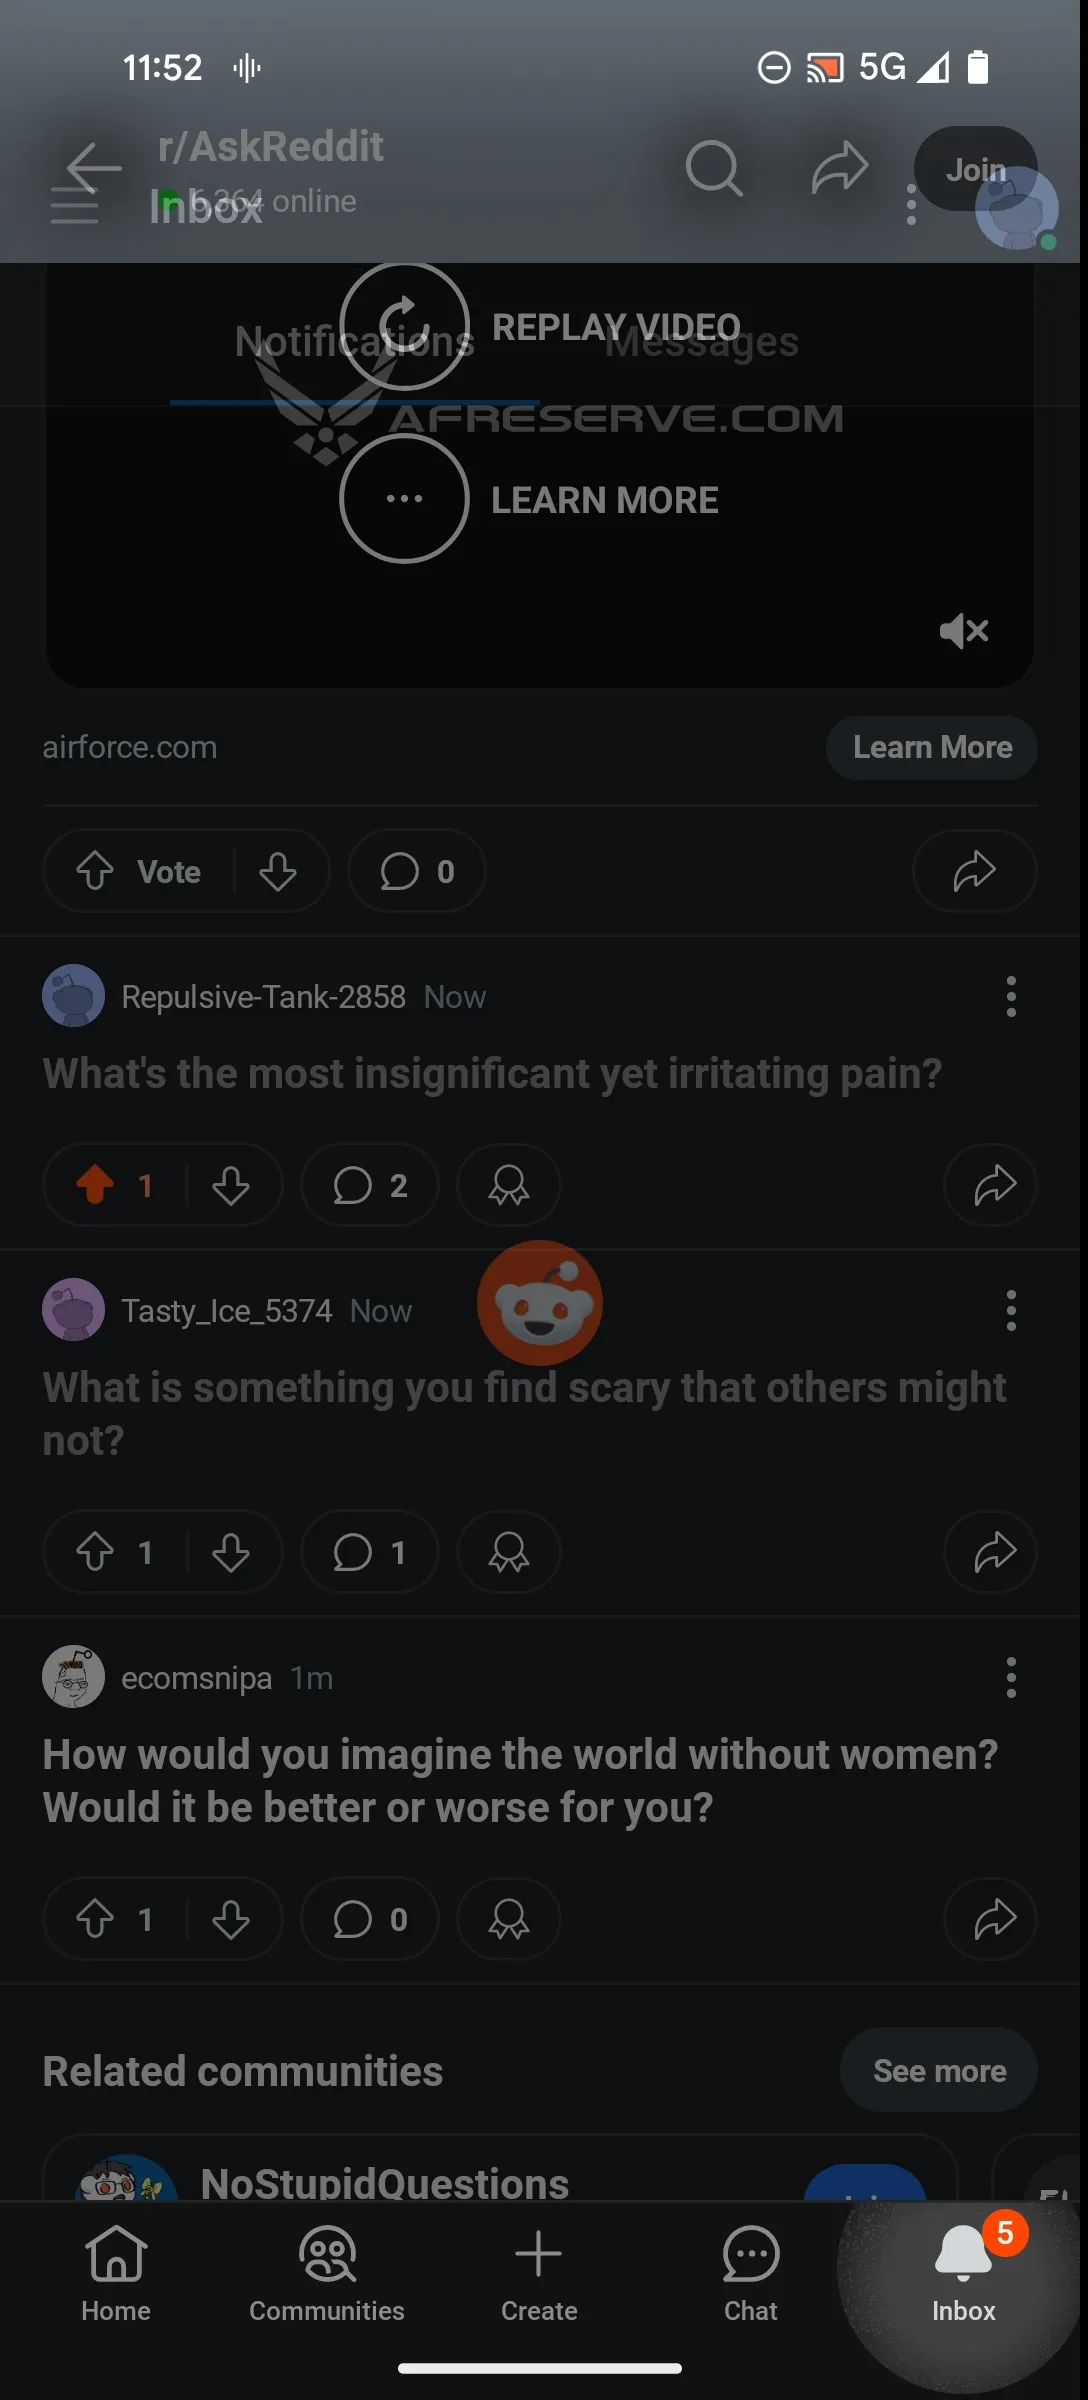 11:52
5G
r/AskReddit
6,364 online
Join
Inbox
REPLAY VIDEO
Notifications
Messages
AFRESERVE.COM
LEARN MORE
airforce.com
Learn More
Vote
0
Repulsive-Tank-2858 Now
What's the most insignificant yet irritating pain?
1
2
Tasty_Ice_5374 Now
What is something you find scary that others might
not?
1
1
ecomsnipa 1m
How would you imagine the world without women?
Would it be better or worse for you?
1
0
Related communities
See more
NoStupidQuestions
5
Home
Communities
Create
Chat
Inbox